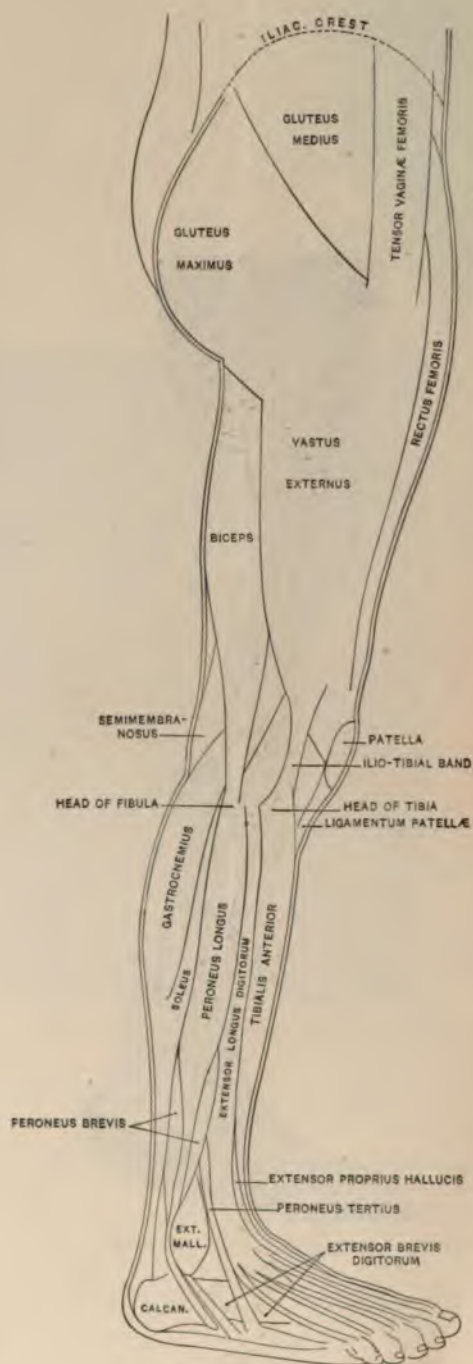 ILIAC. CREST
GLUTEUS
MEDIUS
TENSOR VAGINÆ FEMORIS
GLUTEUS
MAXIMUS
RECTUS FEMORIS
VASTUS
EXTERNUS
BICEPS
SEMIMEMBRA-
NOSUS
PATELLA
ILIO-TIBIAL BAND
HEAD OF FIBULA
HEAD OF TIBIA
LIGAMENTUM PATELLÆ
GASTROCNEMIUS
SOLEUS
PERONEUS LONGUS
EXTENSOR LONGUS DIGITORUM
TIBIALIS ANTERIOR
PERONEUS BREVIS
EXTENSOR PROPRIUS HALLUCIS
PERONEUS TERTIUS
EXT.
MALL.
EXTENSOR BREVIS
DIGITORUM
CALCAN.